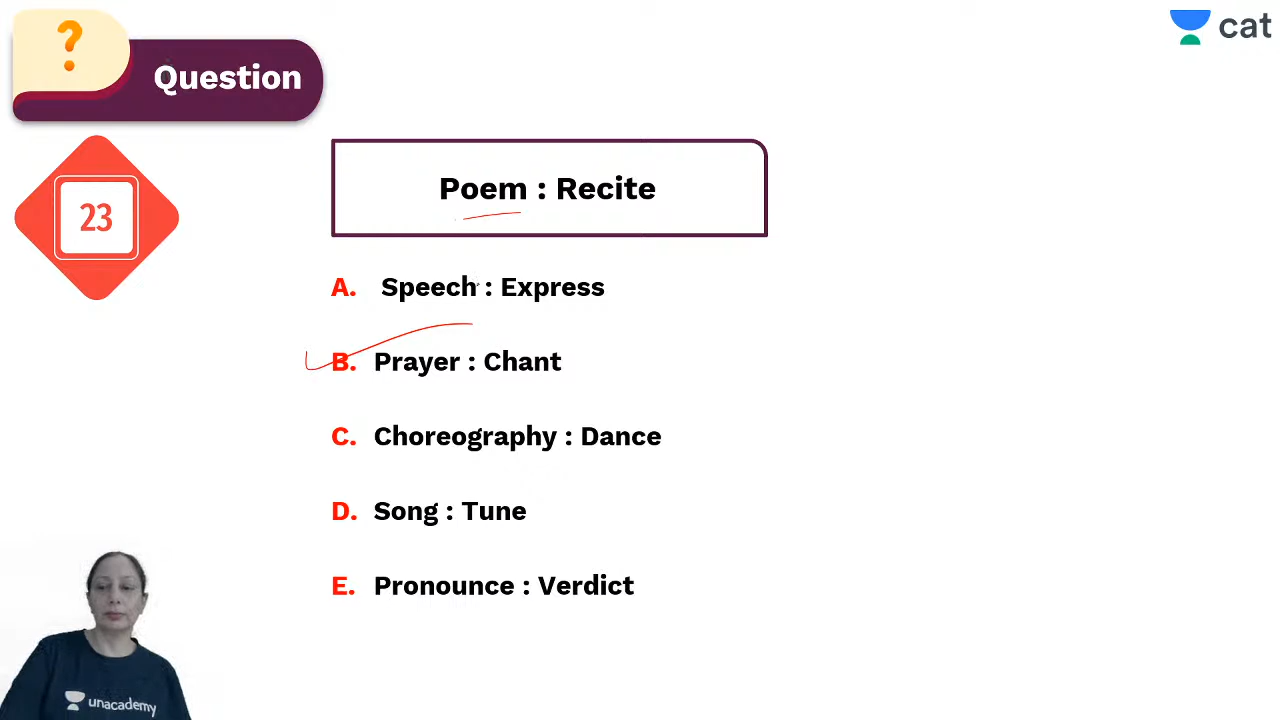 ?
Question
cat
23
Poem : Recite
A. Speech : Express
B. Prayer : Chant
C. Choreography : Dance
D. Song : Tune
E. Pronounce : Verdict
unacademy